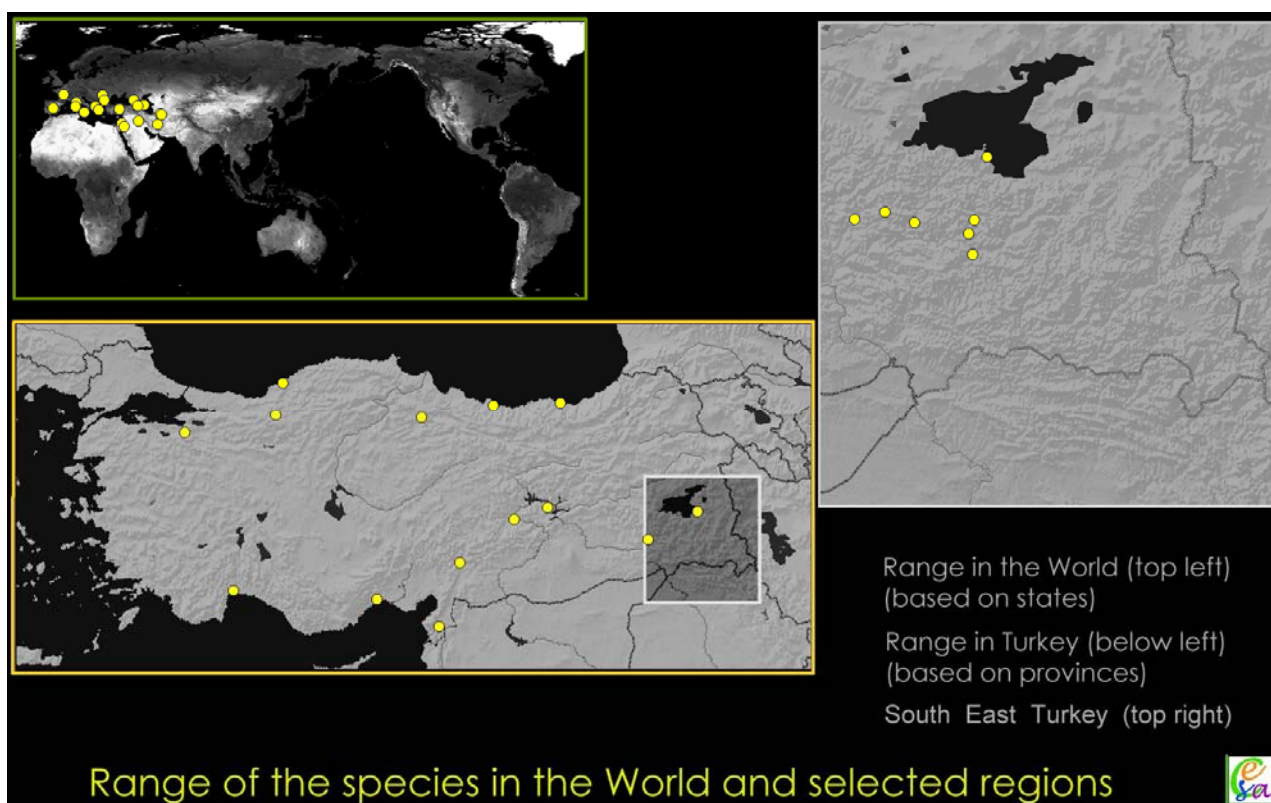 Range in the World (top left)
(based on states)
Range in Turkey (below left)
(based on provinces)
South East Turkey (top right)
Range of the species in the World and selected regions
esa